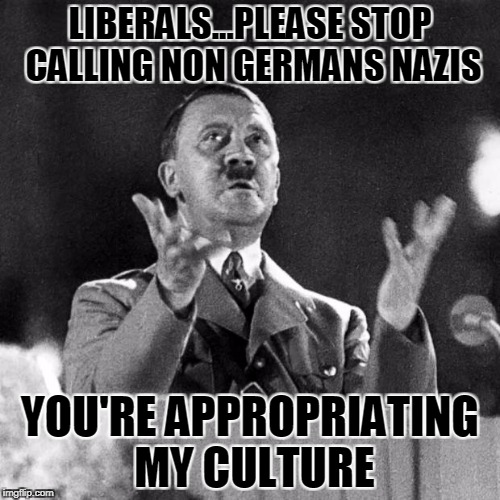 LIBERALS...PLEASE STOP
CALLING NON GERMANS NAZIS
YOU'RE APPROPRIATING
MY CULTURE
imgflip.com